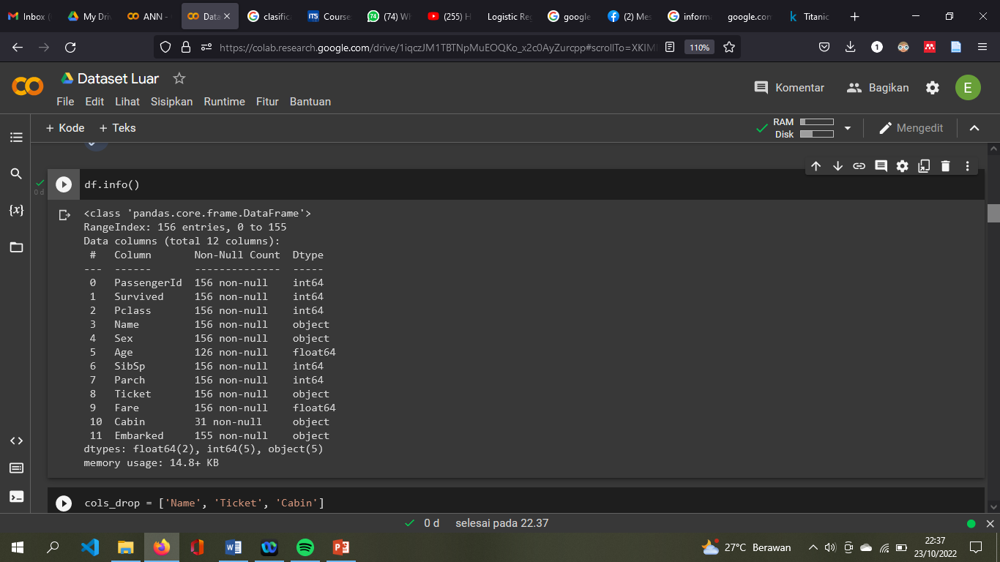 Inbox
My Driv
ANN -
Data
clasifica
Course
(74) Wh
(255) H
Logistic Reg
google
(2) Mes
informa
google.com
Titanic
https://colab.research.google.com/drive/1iqczJM1TBTNpMuEOQKo_x2c0AyZurcpp#scrollTo=XKIM
110%
Dataset Luar
Komentar
Bagikan
E
File Edit Lihat Sisipkan Runtime Fitur Bantuan
+ Kode + Teks
RAM
Disk
Mengedit
0 d
df.info()
<class 'pandas.core.frame.DataFrame'>
RangeIndex: 156 entries, 0 to 155
Data columns (total 12 columns):
# Column Non-Null Count Dtype
--- ------ -------------- -----
0 PassengerId 156 non-null int64
1 Survived 156 non-null int64
2 Pclass 156 non-null int64
3 Name 156 non-null object
4 Sex 156 non-null object
5 Age 126 non-null float64
6 SibSp 156 non-null int64
7 Parch 156 non-null int64
8 Ticket 156 non-null object
9 Fare 156 non-null float64
10 Cabin 31 non-null object
11 Embarked 155 non-null object
dtypes: float64(2), int64(5), object(5)
memory usage: 14.8+ KB
cols_drop = ['Name', 'Ticket', 'Cabin']
0 d selesai pada 22.37
27°C Berawan
22:37
23/10/2022